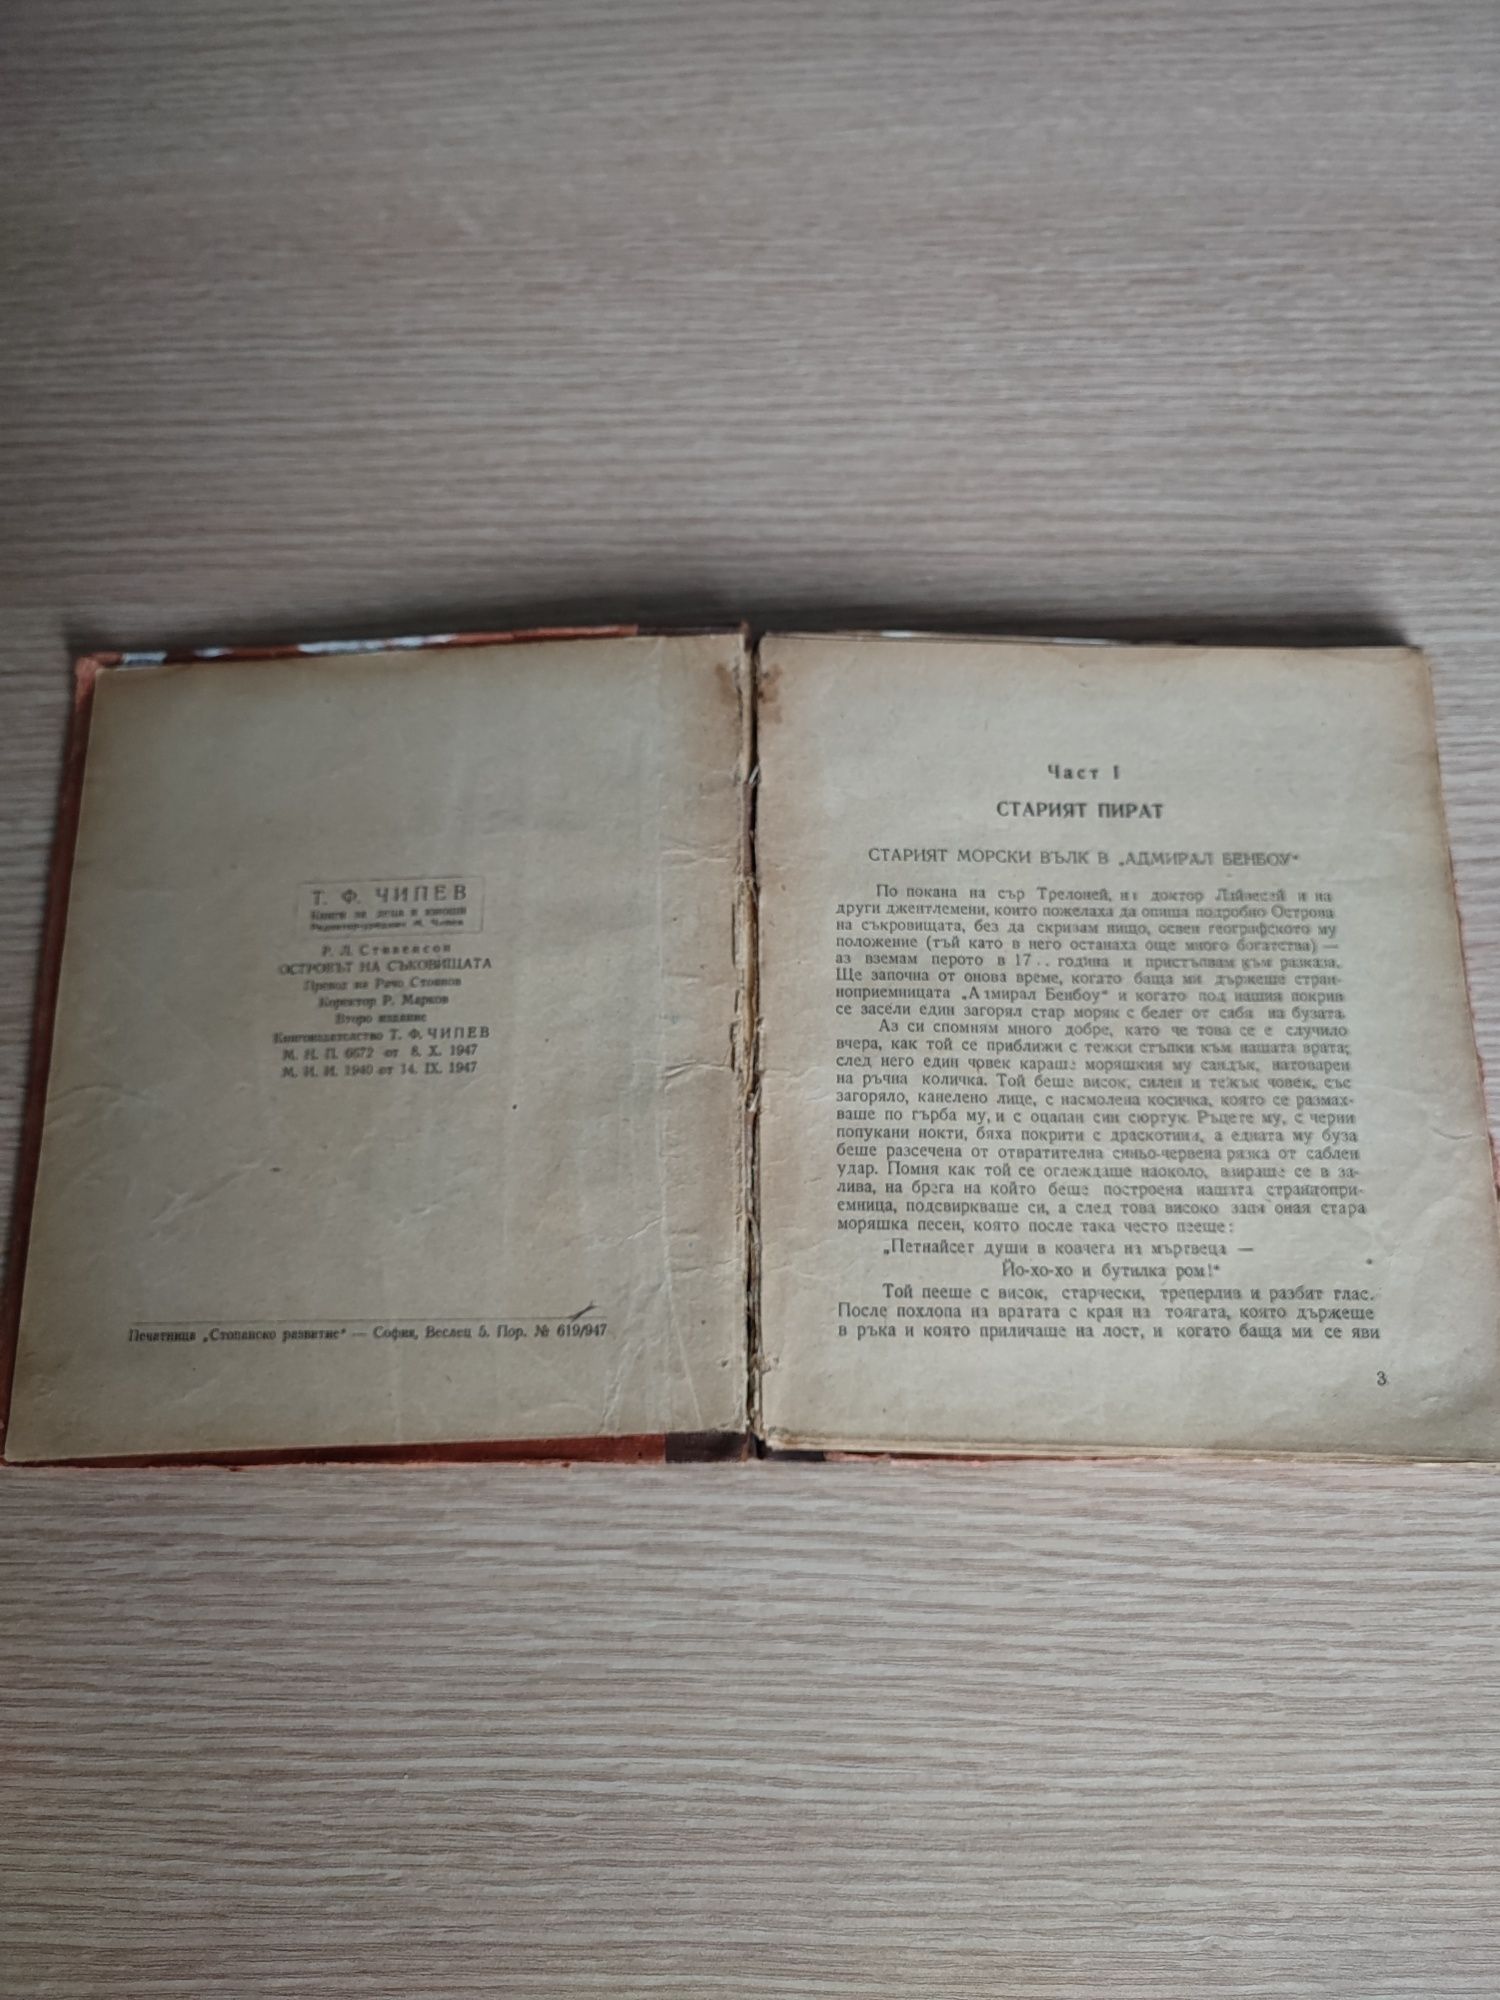 Т. Ф. ЧИПЕВ
Книги за деца и юноши
Р. Л. Стивенсон
ОСТРОВЪТ НА СЪКОВИЩАТА
Превод на Рачо Стоянов
Коректор Р. Марков
Второ издание
Книгоиздателство Т. Ф. ЧИПЕВ
М. Н. П. 6672 от 8. X. 1947
М. И. И. 1940 от 14. IX. 1947
Печатница „Стопанско развитие“ — София, Веслец 5. Пор. № 619/947
Част I
СТАРИЯТ ПИРАТ
СТАРИЯТ МОРСКИ ВЪЛК В „АДМИРАЛ БЕНБОУ“
По покана на сър Трелоней, на доктор Лайвесей и на
други джентлемени, които пожелаха да опиша подробно Острова
на съкровищата, без да скривам нищо, освен географското му
положение (тъй като в него останаха още много богатства) —
аз вземам перото в 17 . . година и пристъпвам към разказа.
Ще започна от онова време, когато баща ми държеше стран-
ноприемницата „Адмирал Бенбоу“ и когато под нашия покрив
се засели един загорял стар моряк с белег от саба на бузата.
Аз си спомням много добре, като че това се е случило
вчера, как той се приближи с тежки стъпки към нашата врата;
след него един човек караше моряшкия му сандък, натоварен
на ръчна количка. Той беше висок, силен и тежък човек, със
загоряло, канелено лице, с насмолена косичка, която се размах-
ваше по гърба му, и с оцапан син сюртук. Ръцете му, с черни
попукани нокти, бяха покрити с драскотини, а едната му буза
беше разсечена от отвратителна синьо-червена рязка от саблен
удар. Помня как той се оглеждаше наоколо, взираше се в за-
лива, на брега на който беше построена нашата странопри-
емница, подсвиркваше си, а след това високо запя оная стара
моряшка песен, която после така често пееше:
„Петнайсет души в ковчега на мъртвеца —
Йо-хо-хо и бутилка ром!“
Той пееше с висок, старчески, треперлив и разбит глас.
После похлопа на вратата с края на тоягата, която държеше
в ръка и която приличаше на лост, и когато баща ми се яви
3